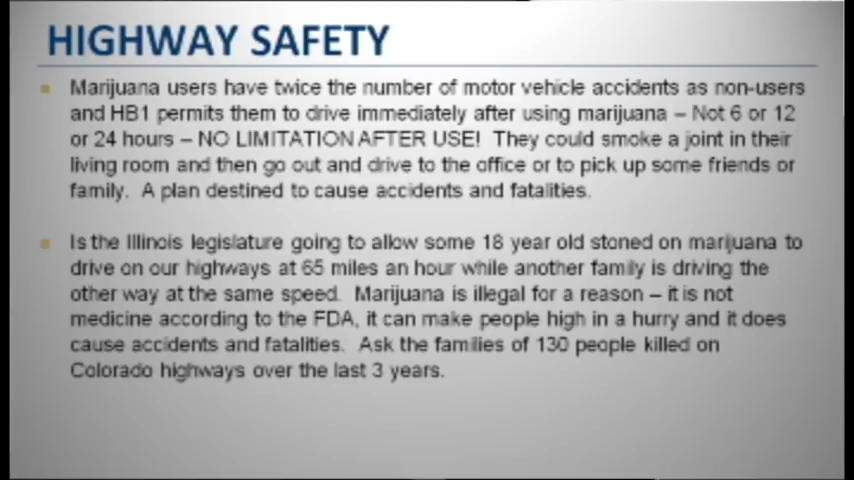 HIGHWAY SAFETY
Marijuana users have twice the number of motor vehicle accidents as non-users
and HB1 permits them to drive immediately after using marijuana – Not 6 or 12
or 24 hours – NO LIMITATION AFTER USE! They could smoke a joint in their
living room and then go out and drive to the office or to pick up some friends or
family. A plan destined to cause accidents and fatalities.
Is the Illinois legislature going to allow some 18 year old stoned on marijuana to
drive on our highways at 65 miles an hour while another family is driving the
other way at the same speed. Marijuana is illegal for a reason – it is not
medicine according to the FDA, it can make people high in a hurry and it does
cause accidents and fatalities. Ask the families of 130 people killed on
Colorado highways over the last 3 years.